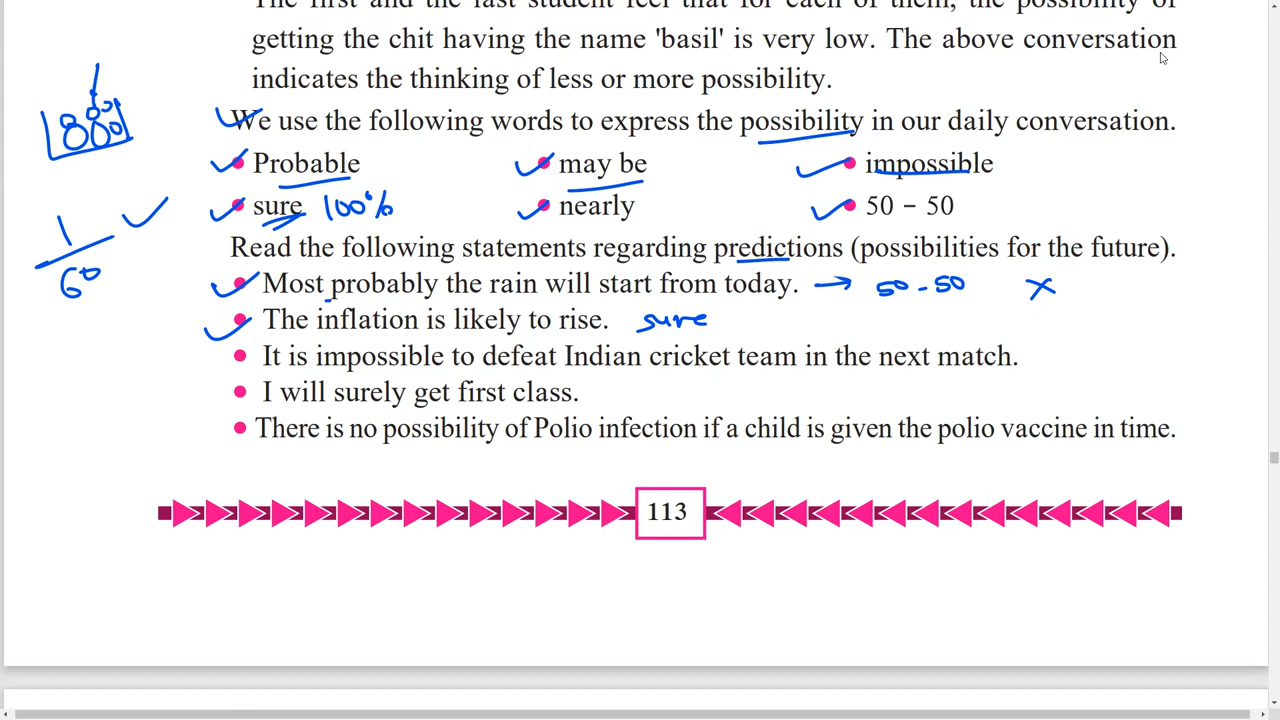 The first and the last student feel that for each of them, the possibility of
getting the chit having the name 'basil' is very low. The above conversation
indicates the thinking of less or more possibility.
We use the following words to express the possibility in our daily conversation.
Probable may be impossible
sure 100% nearly 50 – 50
1
60
Read the following statements regarding predictions (possibilities for the future).
Most probably the rain will start from today. → 50 - 50 ×
The inflation is likely to rise. sure
It is impossible to defeat Indian cricket team in the next match.
I will surely get first class.
There is no possibility of Polio infection if a child is given the polio vaccine in time.
113